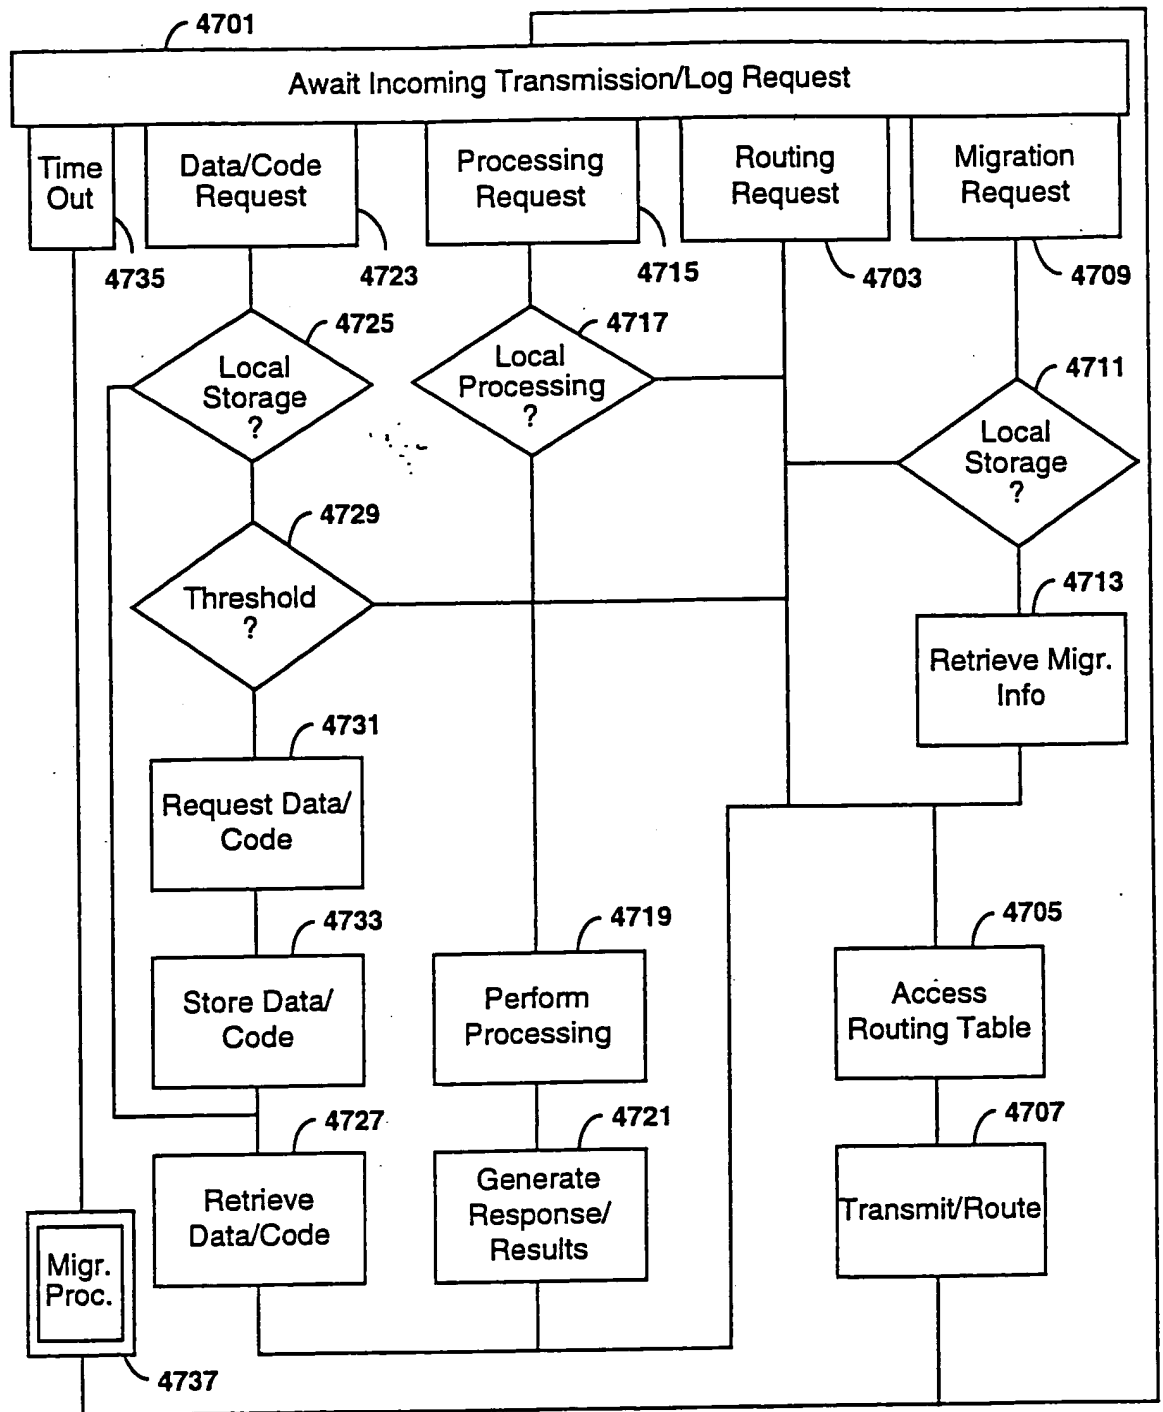 4701
Await Incoming Transmission/Log Request
Time
Out
Data/Code
Request
Processing
Request
Routing
Request
Migration
Request
4735
4723
4715
4703
4709
4725
4717
4711
Local
Storage
?
Local
Processing
?
Local
Storage
?
4729
4713
Threshold
?
Retrieve Migr.
Info
4731
Request Data/
Code
4733
4719
4705
Store Data/
Code
Perform
Processing
Access
Routing Table
4727
4721
4707
Retrieve
Data/Code
Generate
Response/
Results
Transmit/Route
Migr.
Proc.
4737